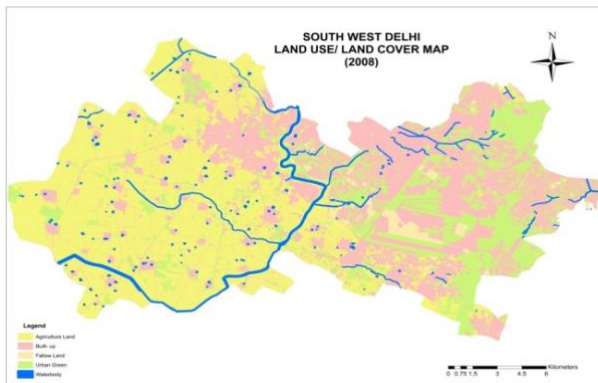 SOUTH WEST DELHI
LAND USE/ LAND COVER MAP
(2008)
N
Legend
Agriculture Land
Built- up
Fallow Land
Urban Green
Waterbody
Kilometers
0 0.75 1.5 3 4.5 6